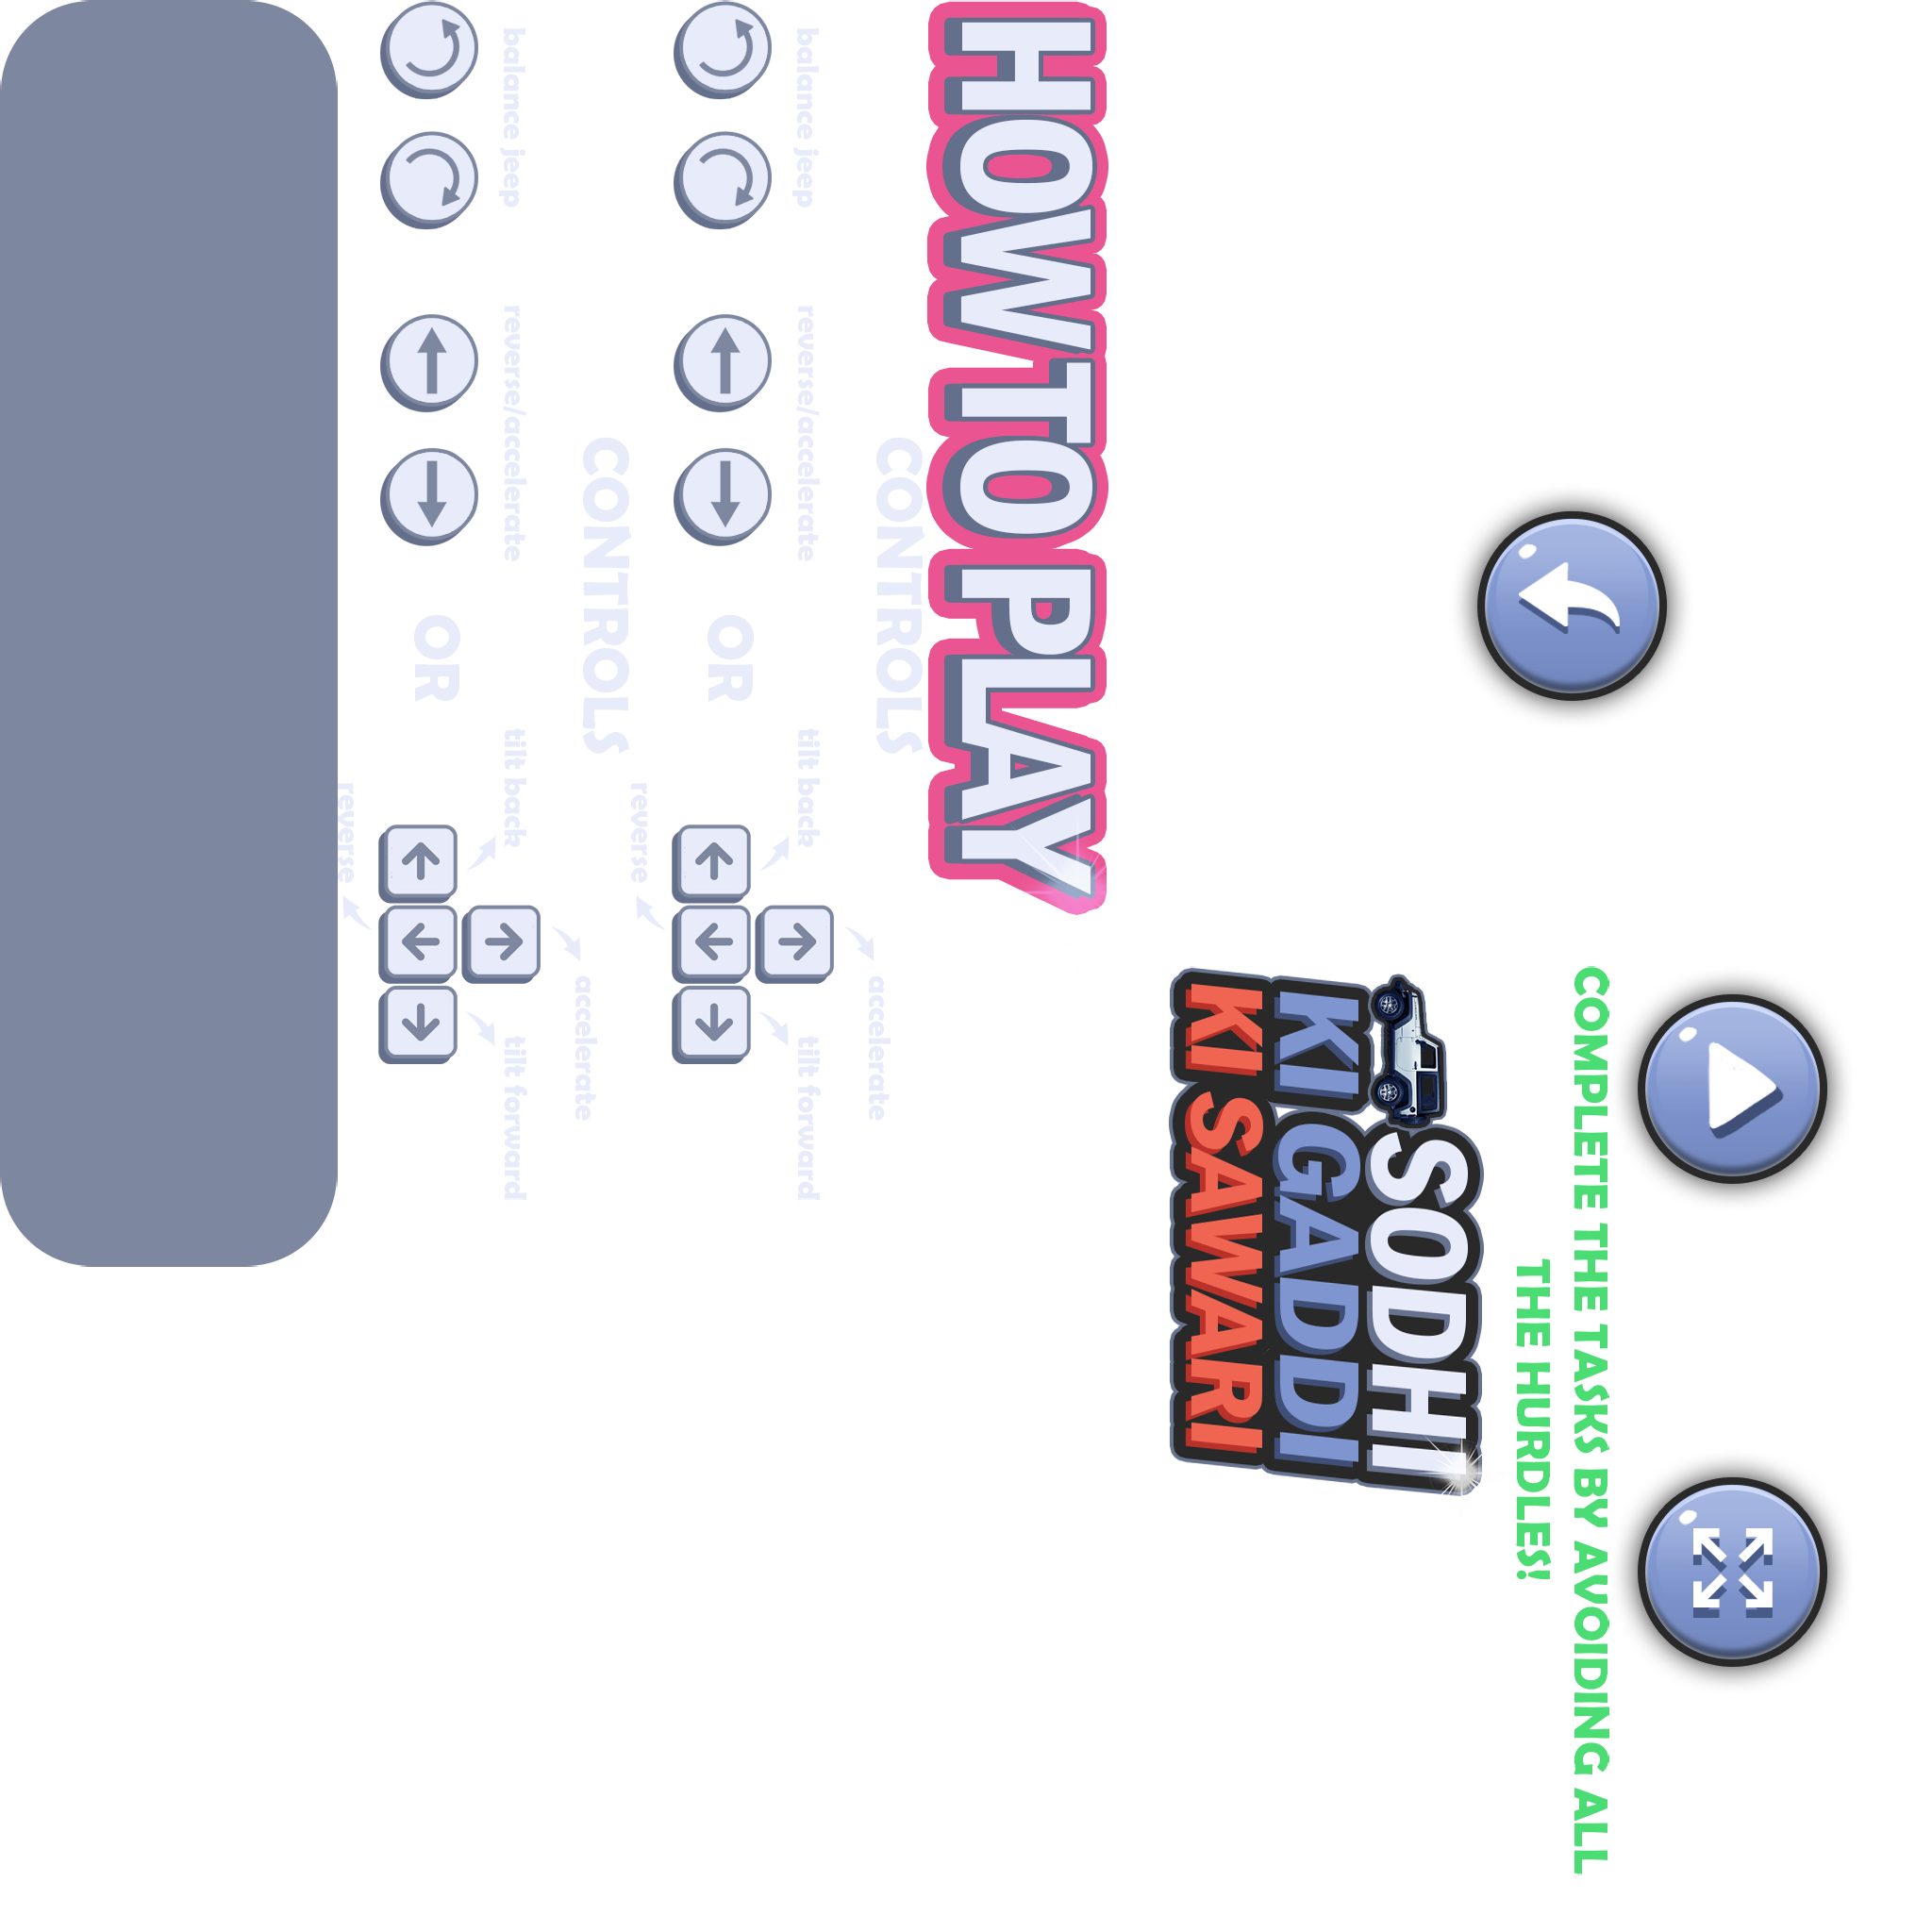 COMPLETE THE TASKS BY AVOIDING ALL
THE HURDLES!
SODHI
KI GADDI
KI SAWARI
HOW TO PLAY
CONTROLS
accelerate
balance jeep
reverse/accelerate
tilt back
tilt forward
OR
reverse
CONTROLS
accelerate
balance jeep
reverse/accelerate
tilt back
tilt forward
OR
reverse